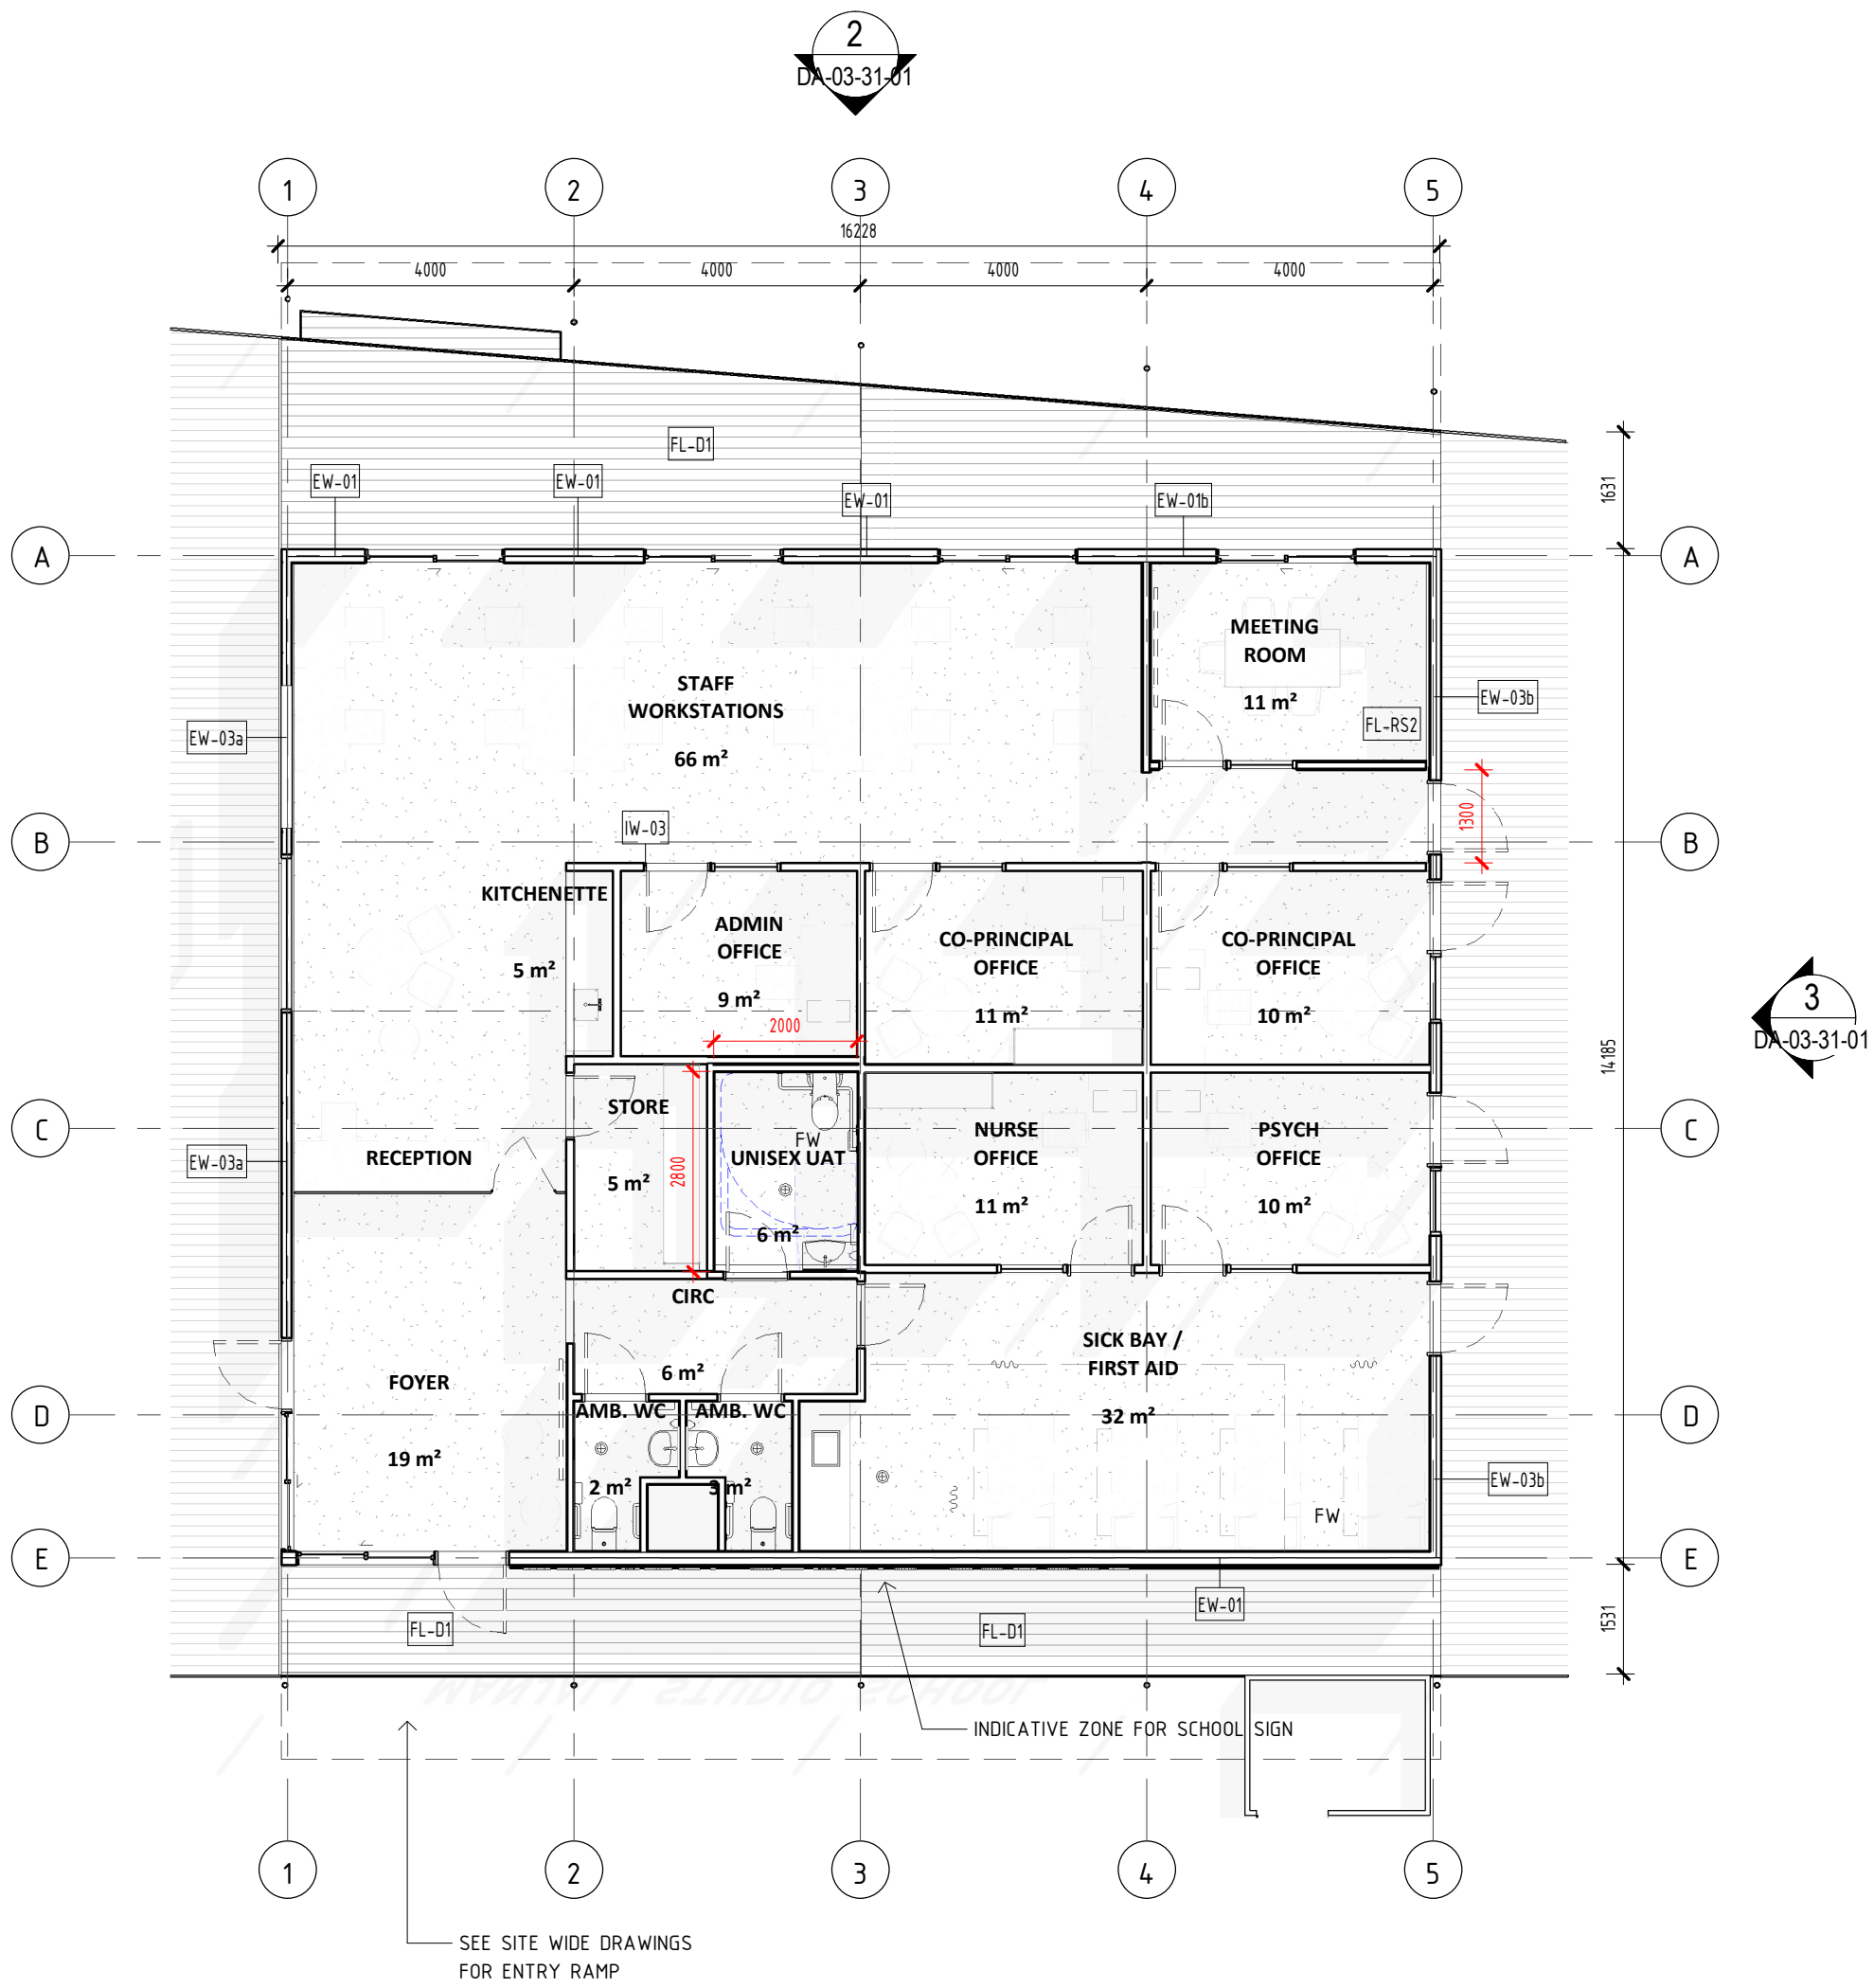 2
DA-03-31-01
1
2
3
4
5
16228
4000
4000
4000
4000
FL-D1
EW-01
EW-01
EW-01
EW-01b
1631
A
A
MEETING
ROOM
11 m²
FL-RS2
STAFF
WORKSTATIONS
66 m²
EW-03a
EW-03b
1300
IW-03
B
B
KITCHENETTE
5 m²
ADMIN
OFFICE
9 m²
2000
CO-PRINCIPAL
OFFICE
11 m²
CO-PRINCIPAL
OFFICE
10 m²
3
DA-03-31-01
14185
STORE
5 m²
2800
FW
UNISEX UAT
6 m²
NURSE
OFFICE
11 m²
PSYCH
OFFICE
10 m²
C
C
EW-03a
RECEPTION
CIRC
6 m²
SICK BAY /
FIRST AID
32 m²
FOYER
19 m²
D
D
AMB. WC
2 m²
AMB. WC
3 m²
EW-03b
FW
E
E
EW-01
FL-D1
FL-D1
1531
MANILLA STUDIO SCHOOL
INDICATIVE ZONE FOR SCHOOL SIGN
1
2
3
4
5
SEE SITE WIDE DRAWINGS
FOR ENTRY RAMP